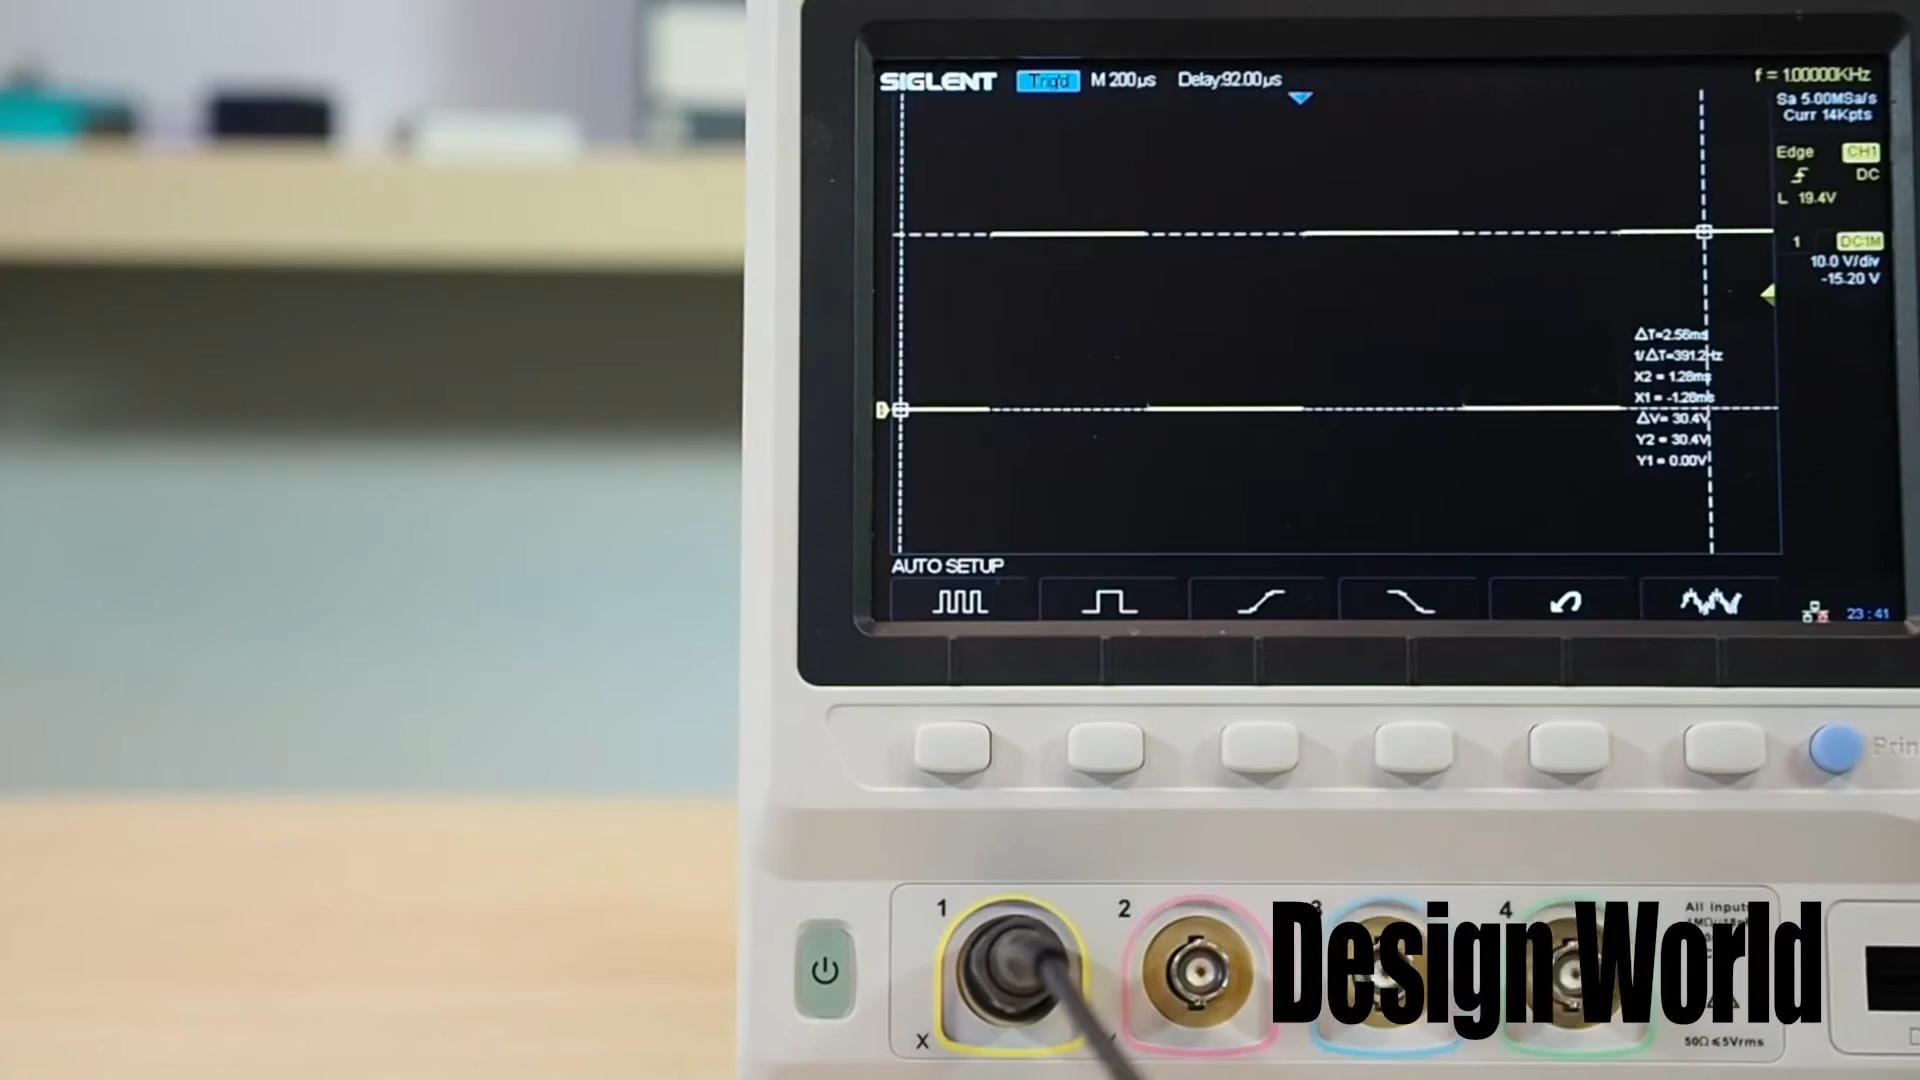 SIGLENT Trig'd M 200µs Delay:92.00µs
f = 1.00000KHz
Sa 5.00MSa/s
Curr 14Kpts
Edge CH1
DC
L 19.4V
1 DC1M
10.0 V/div
-15.20 V
ΔT=2.56ms
1/ΔT=391.2Hz
X2 = 1.28ms
X1 = -1.28ms
ΔV= 30.4V
Y2 = 30.4V
Y1 = 0.00V
AUTO SETUP
23:41
Prin
1 2 3 4
All inputs
Design World
X
50Ω≤5Vrms